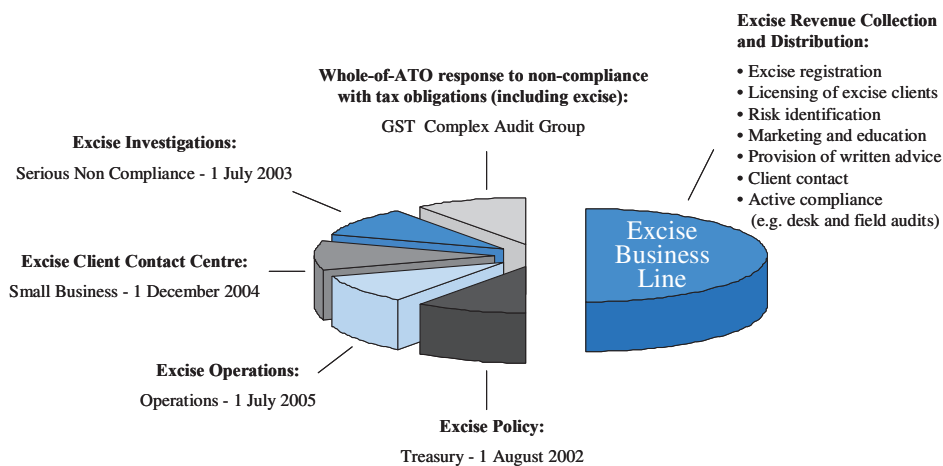 Excise Revenue Collection
and Distribution:
• Excise registration
• Licensing of excise clients
• Risk identification
• Marketing and education
• Provision of written advice
• Client contact
• Active compliance
(e.g. desk and field audits)
Whole-of-ATO response to non-compliance
with tax obligations (including excise):
GST Complex Audit Group
Excise Investigations:
Serious Non Compliance - 1 July 2003
Excise Client Contact Centre:
Small Business - 1 December 2004
Excise Operations:
Operations - 1 July 2005
Excise Policy:
Treasury - 1 August 2002
Excise
Business
Line